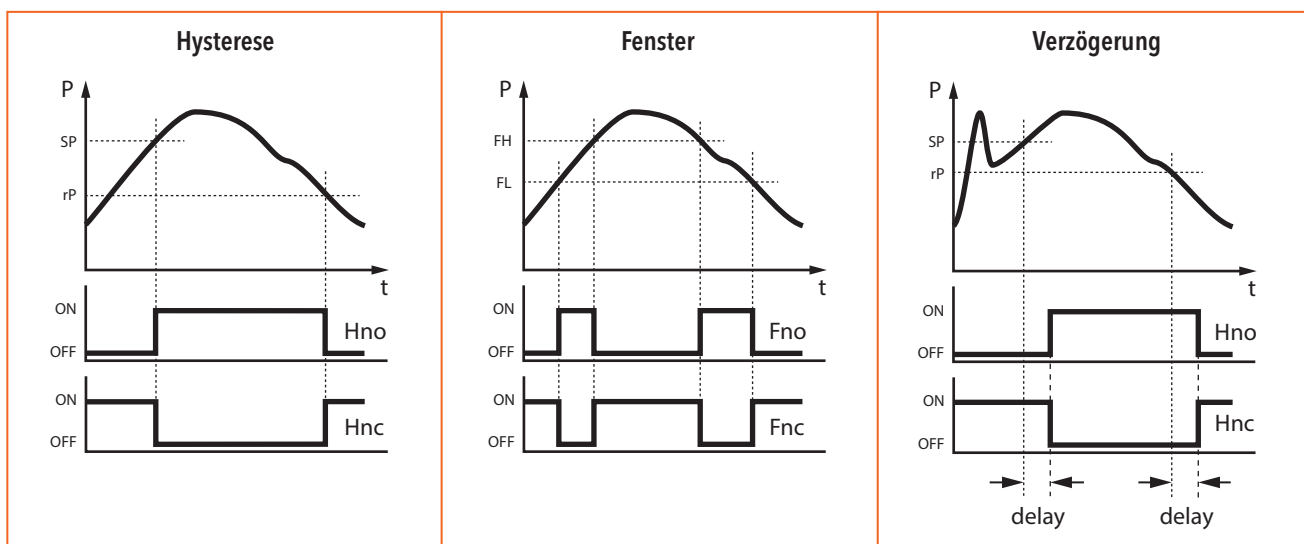 Hysterese
P
SP
rP
t
ON
OFF
Hno
ON
OFF
Hnc
Fenster
P
FH
FL
t
ON
OFF
Fno
ON
OFF
Fnc
Verzögerung
P
SP
rP
t
ON
OFF
Hno
ON
OFF
Hnc
delay delay